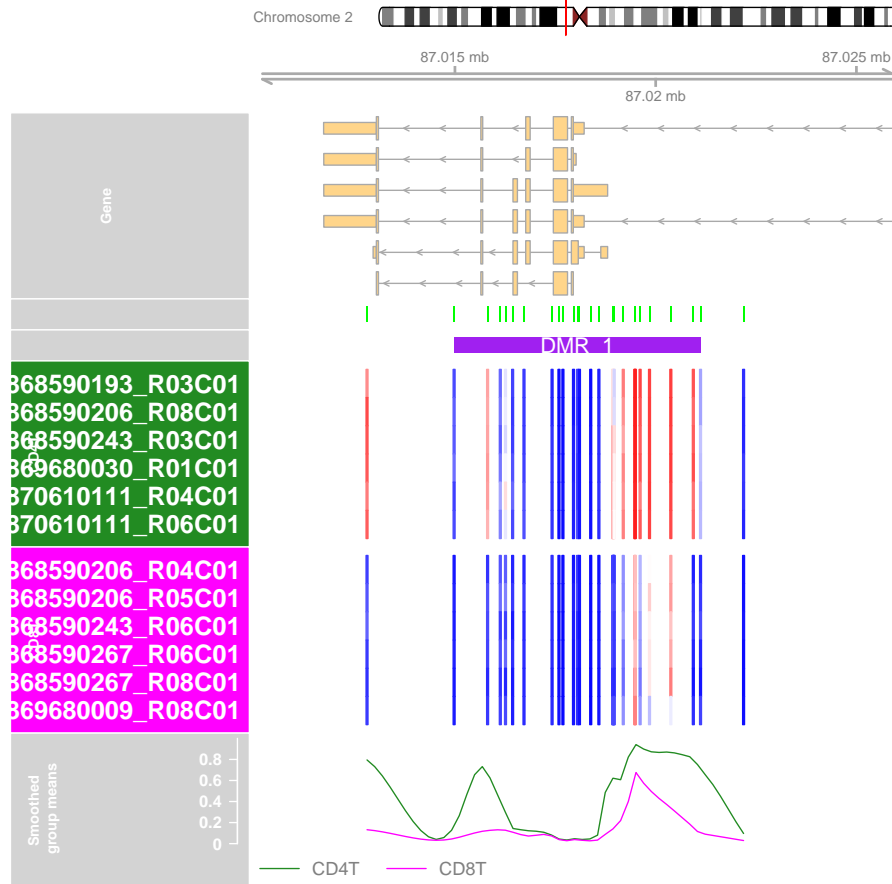 Chromosome 2
87.015 mb
87.025 mb
87.02 mb
Gene
DMR_1
368590193_R03C01
368590206_R08C01
368590243_R03C01
369680030_R01C01
370610111_R04C01
370610111_R06C01
368590206_R04C01
368590206_R05C01
368590243_R06C01
368590267_R06C01
368590267_R08C01
369680009_R08C01
Smoothed
group means
0.8
0.6
0.4
0.2
0
CD4T
CD8T